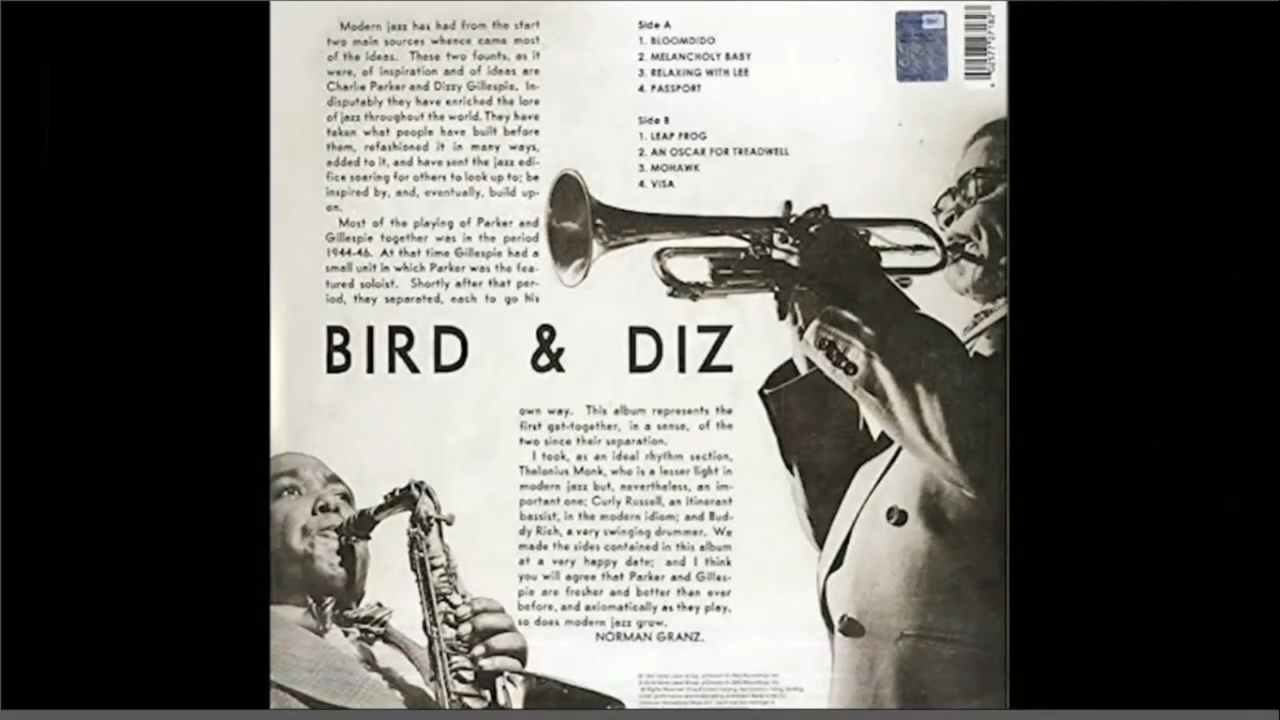 Modern jazz has had from the start
two main sources whence came most
of the ideas. These two founts, as it
were, of inspiration and of ideas are
Charlie Parker and Dizzy Gillespie. In-
disputably they have enriched the lore
of jazz throughout the world. They have
taken what people have built before
them, refashioned it in many ways,
added to it, and have sent the jazz edi-
fice soaring for others to look up to; be
inspired by, and, eventually, build up-
on.
Most of the playing of Parker and
Gillespie together was in the period
1944-46. At that time Gillespie had a
small unit in which Parker was the fea-
tured soloist. Shortly after that per-
iod, they separated, each to go his
Side A
1. BLOOMDIDO
2. MELANCHOLY BABY
3. RELAXING WITH LEE
4. PASSPORT
Side B
1. LEAP FROG
2. AN OSCAR FOR TREADWELL
3. MOHAWK
4. VISA
BIRD & DIZ
own way. This album represents the
first get-together, in a sense, of the
two since their separation.
I took, as an ideal rhythm section,
Thelonius Monk, who is a lesser light in
modern jazz but, nevertheless, an im-
portant one; Curly Russell, an itinerant
bassist, in the modern idiom; and Bud-
dy Rich, a very swinging drummer. We
made the sides contained in this album
at a very happy date; and I think
you will agree that Parker and Gilles-
pie are fresher and better than ever
before, and axiomatically as they play,
so does modern jazz grow.
NORMAN GRANZ.